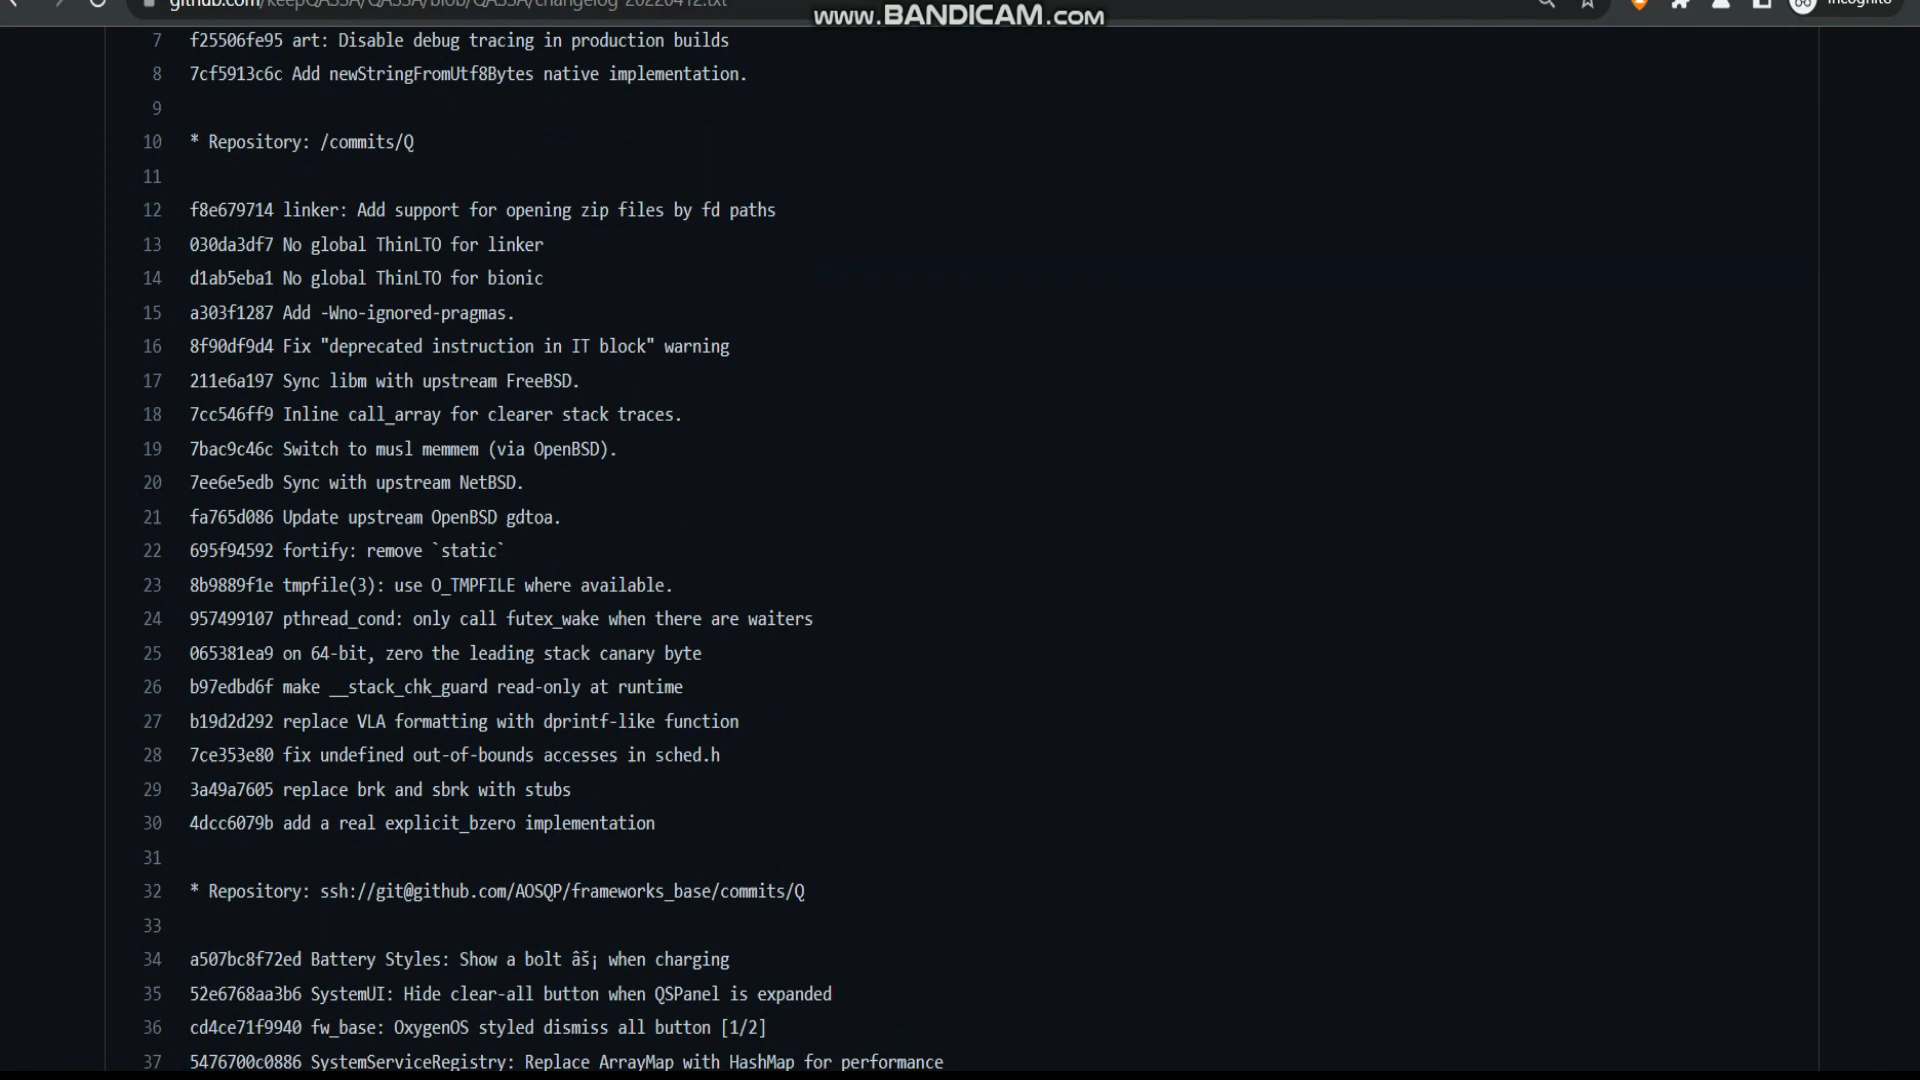 github.com/keepQASSA/QASSA/blob/QASSA/changelog-20220412.txt
Incognito
www.BANDICAM.com
7 f25506fe95 art: Disable debug tracing in production builds
8 7cf5913c6c Add newStringFromUtf8Bytes native implementation.
9
10 * Repository: /commits/Q
11
12 f8e679714 linker: Add support for opening zip files by fd paths
13 030da3df7 No global ThinLTO for linker
14 d1ab5eba1 No global ThinLTO for bionic
15 a303f1287 Add -Wno-ignored-pragmas.
16 8f90df9d4 Fix "deprecated instruction in IT block" warning
17 211e6a197 Sync libm with upstream FreeBSD.
18 7cc546ff9 Inline call_array for clearer stack traces.
19 7bac9c46c Switch to musl memmem (via OpenBSD).
20 7ee6e5edb Sync with upstream NetBSD.
21 fa765d086 Update upstream OpenBSD gdtoa.
22 695f94592 fortify: remove `static`
23 8b9889f1e tmpfile(3): use O_TMPFILE where available.
24 957499107 pthread_cond: only call futex_wake when there are waiters
25 065381ea9 on 64-bit, zero the leading stack canary byte
26 b97edbd6f make __stack_chk_guard read-only at runtime
27 b19d2d292 replace VLA formatting with dprintf-like function
28 7ce353e80 fix undefined out-of-bounds accesses in sched.h
29 3a49a7605 replace brk and sbrk with stubs
30 4dcc6079b add a real explicit_bzero implementation
31
32 * Repository: ssh://git@github.com/AOSQP/frameworks_base/commits/Q
33
34 a507bc8f72ed Battery Styles: Show a bolt âš¡ when charging
35 52e6768aa3b6 SystemUI: Hide clear-all button when QSPanel is expanded
36 cd4ce71f9940 fw_base: OxygenOS styled dismiss all button [1/2]
37 5476700c0886 SystemServiceRegistry: Replace ArrayMap with HashMap for performance